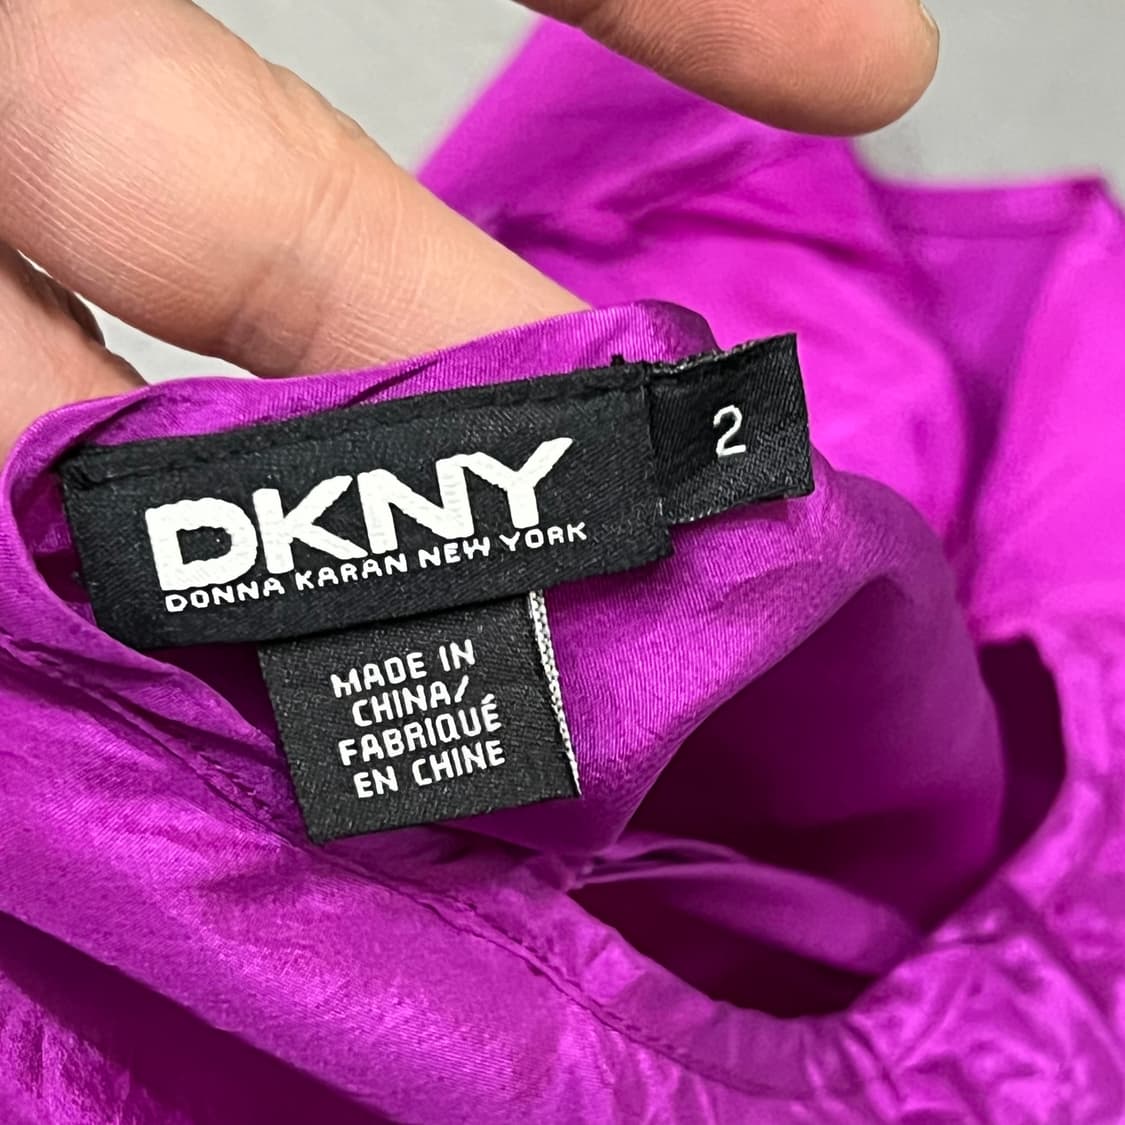 DKNY
DONNA KARAN NEW YORK
2
MADE IN
CHINA/
FABRIQUÉ
EN CHINE